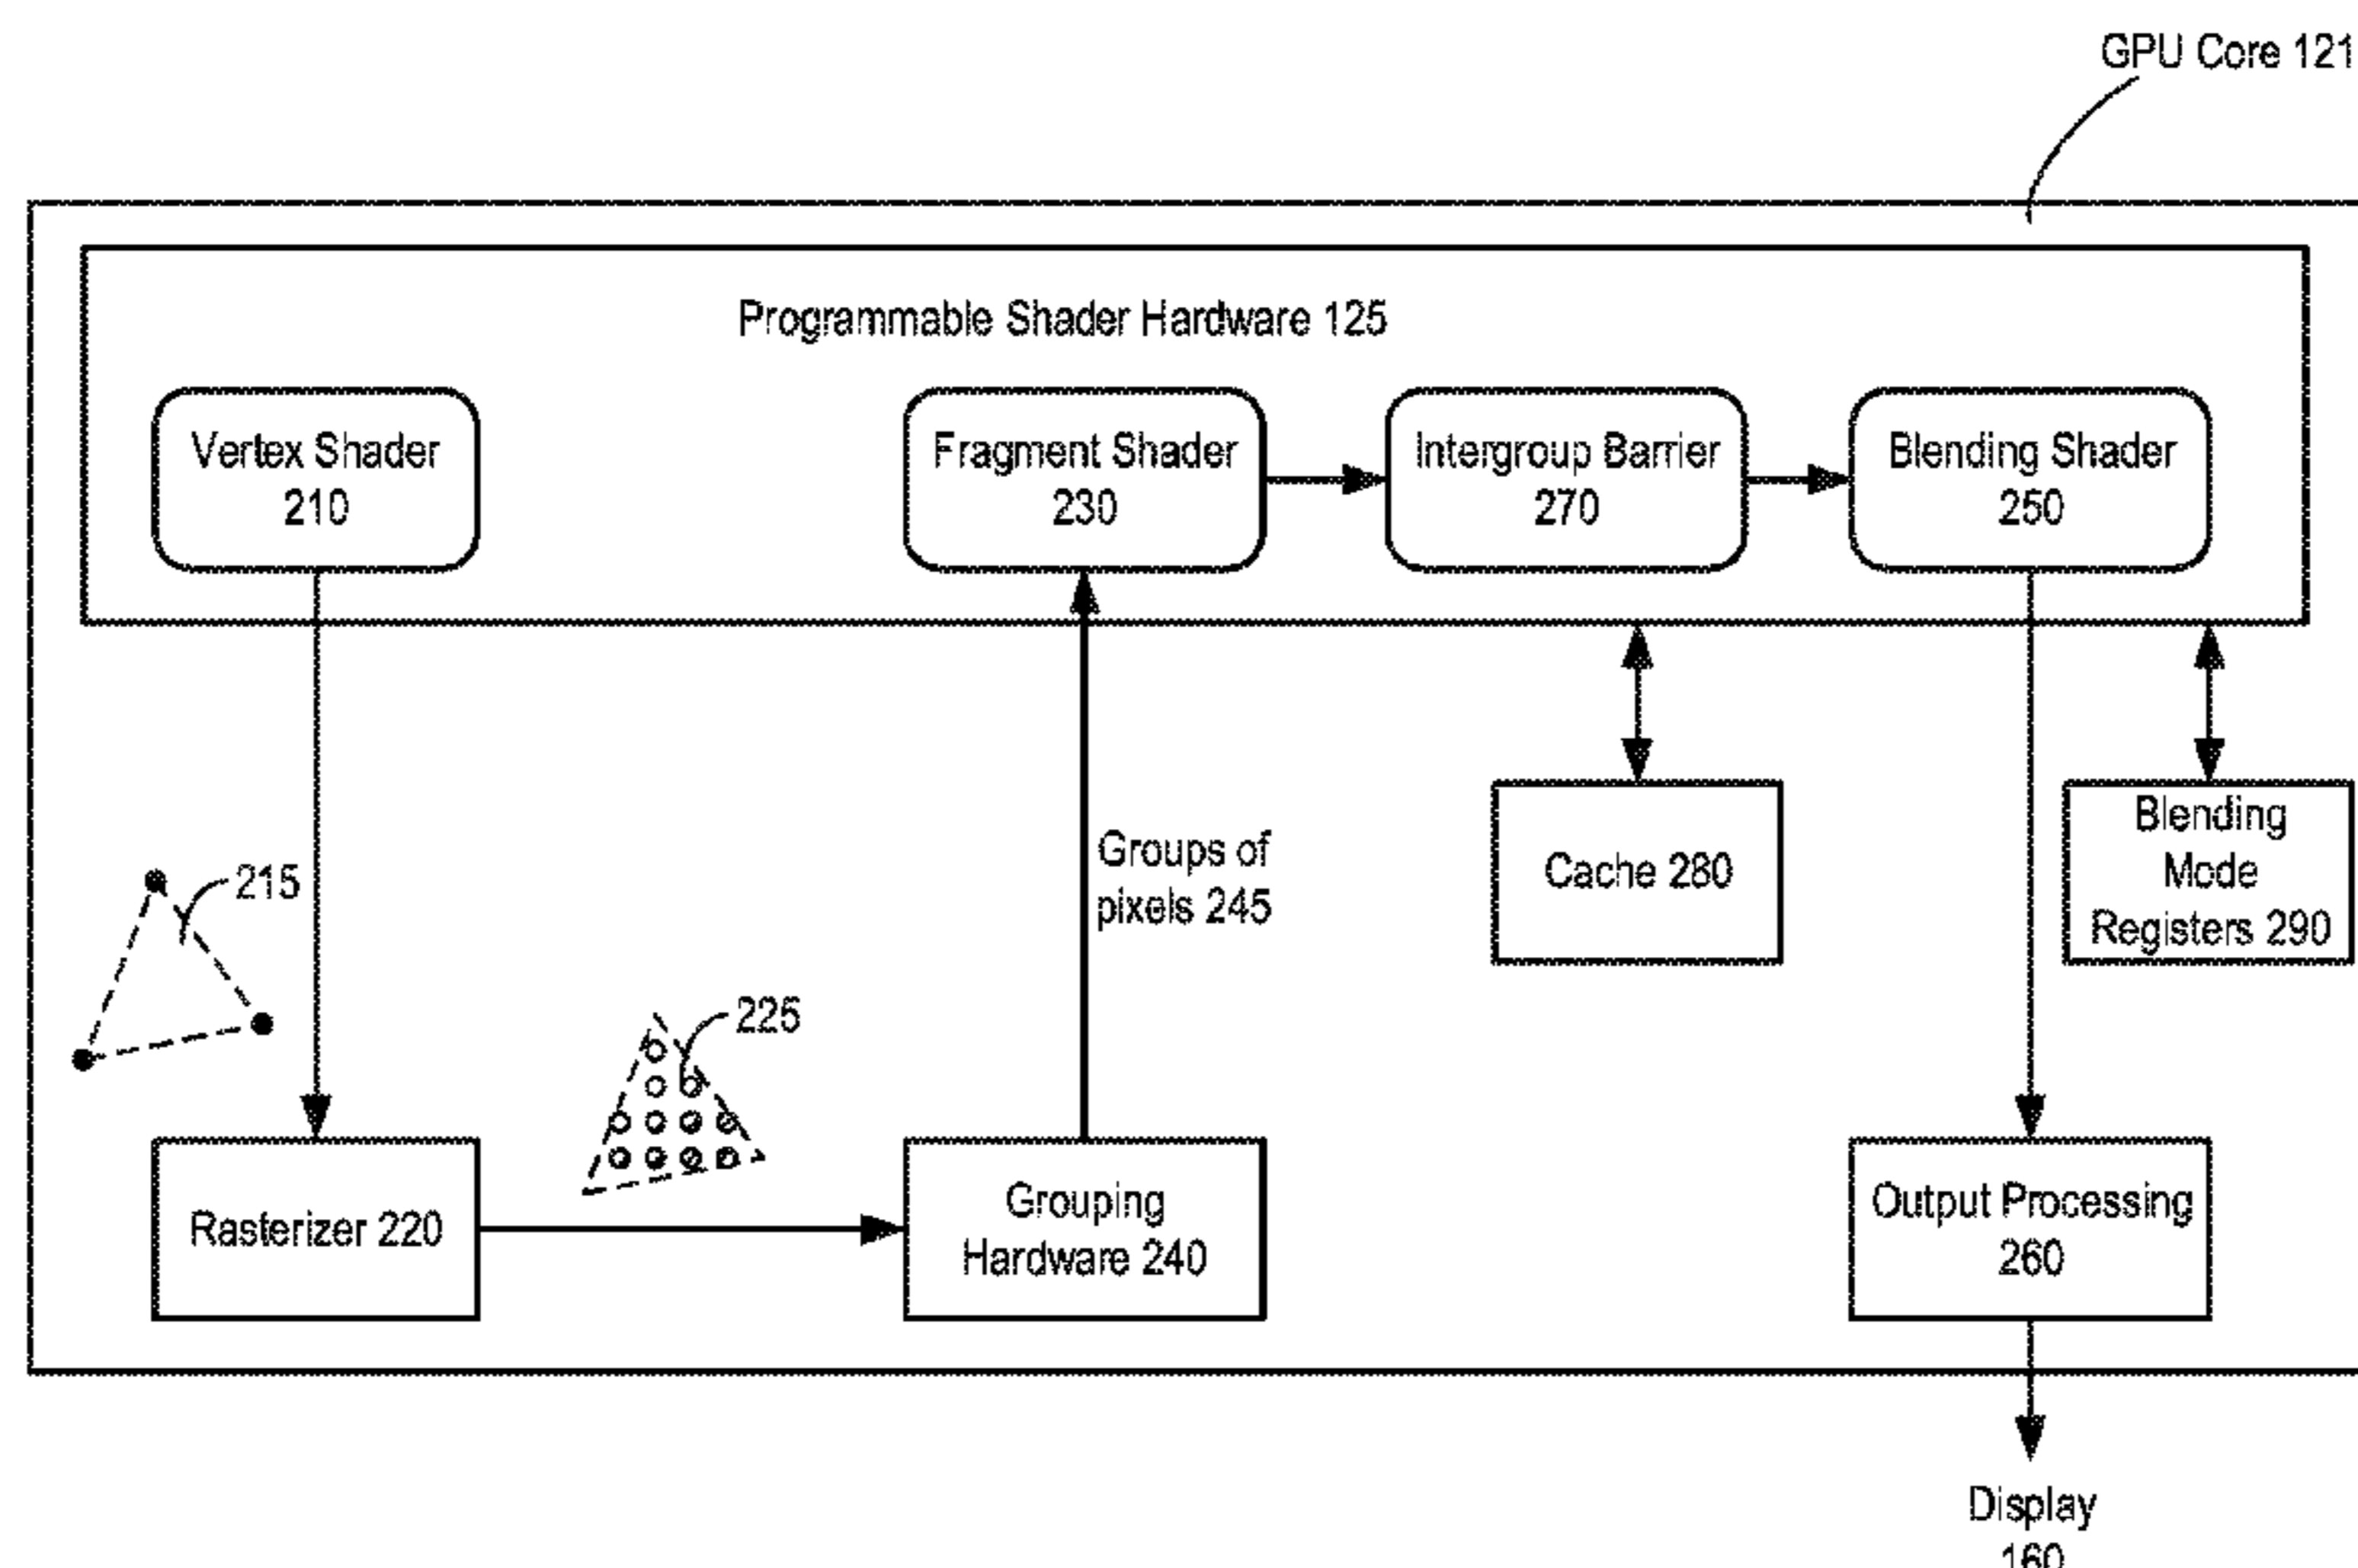 GPU Core 121
Programmable Shader Hardware 125
Vertex Shader
210
Fragment Shader
230
Intergroup Barrier
270
Blending Shader
250
215
225
Groups of
pixels 245
Cache 280
Blending
Mode
Registers 290
Rasterizer 220
Grouping
Hardware 240
Output Processing
260
Display
160